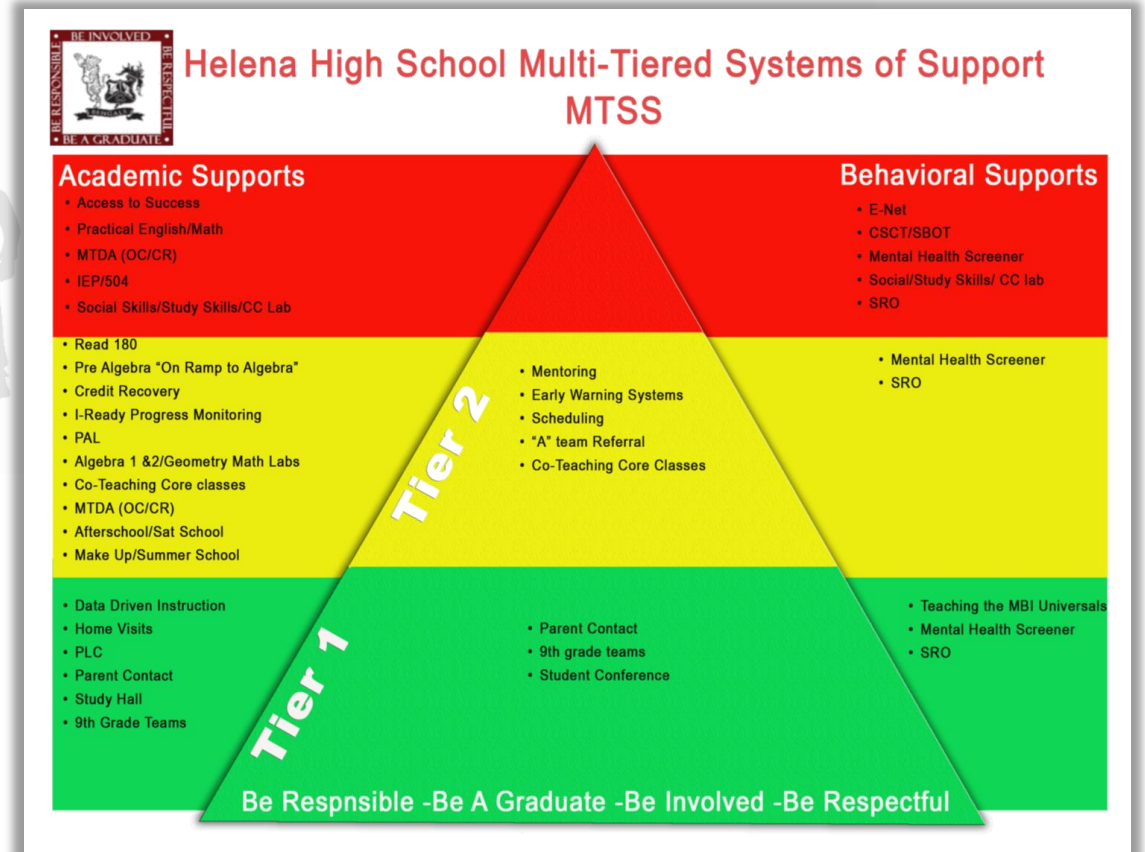 BE INVOLVED
BE RESPONSIBLE
BE RESPECTFUL
BE A GRADUATE
Helena High School Multi-Tiered Systems of Support
MTSS
Academic Supports
• Access to Success
• Practical English/Math
• MTDA (OC/CR)
• IEP/504
• Social Skills/Study Skills/CC Lab
Behavioral Supports
• E-Net
• CSCT/SBOT
• Mental Health Screener
• Social/Study Skills/ CC lab
• SRO
• Read 180
• Pre Algebra "On Ramp to Algebra"
• Credit Recovery
• I-Ready Progress Monitoring
• PAL
• Algebra 1 &2/Geometry Math Labs
• Co-Teaching Core classes
• MTDA (OC/CR)
• Afterschool/Sat School
• Make Up/Summer School
Tier 2
• Mentoring
• Early Warning Systems
• Scheduling
• "A" team Referral
• Co-Teaching Core Classes
• Mental Health Screener
• SRO
• Data Driven Instruction
• Home Visits
• PLC
• Parent Contact
• Study Hall
• 9th Grade Teams
Tier 1
• Parent Contact
• 9th grade teams
• Student Conference
• Teaching the MBI Universals
• Mental Health Screener
• SRO
Be Respnsible -Be A Graduate -Be Involved -Be Respectful